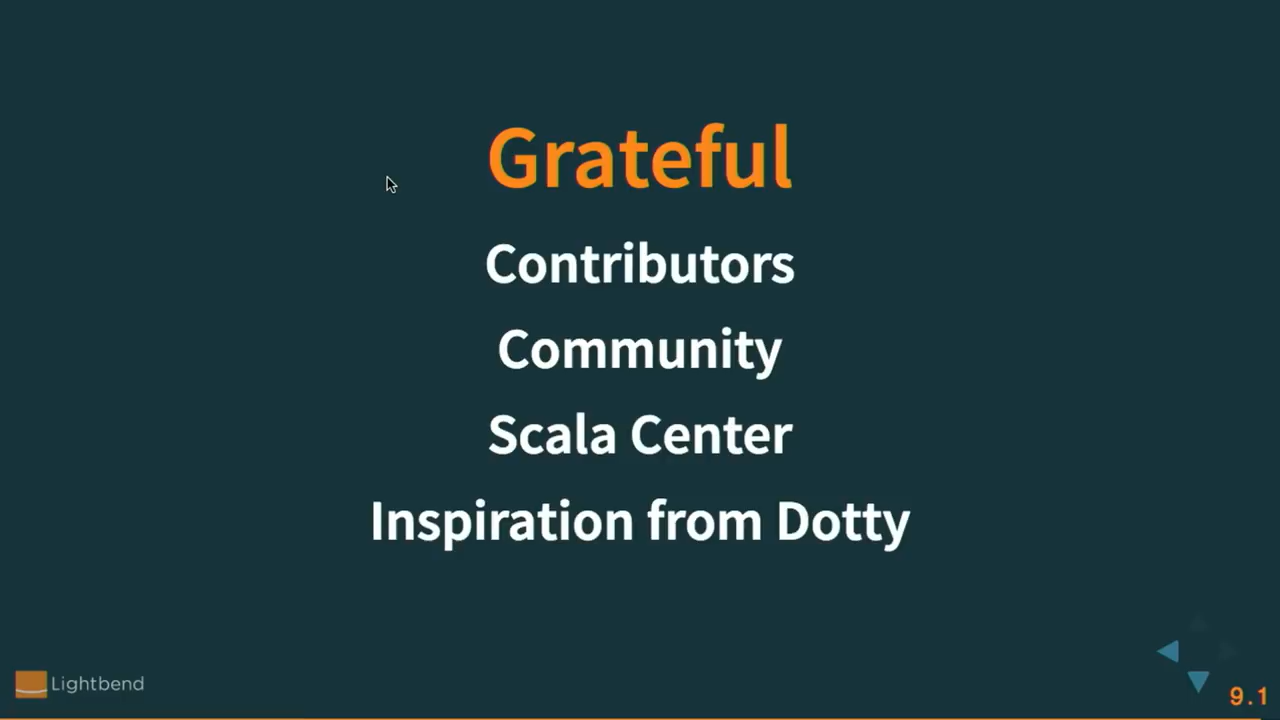 Grateful
Contributors
Community
Scala Center
Inspiration from Dotty
Lightbend
9.1